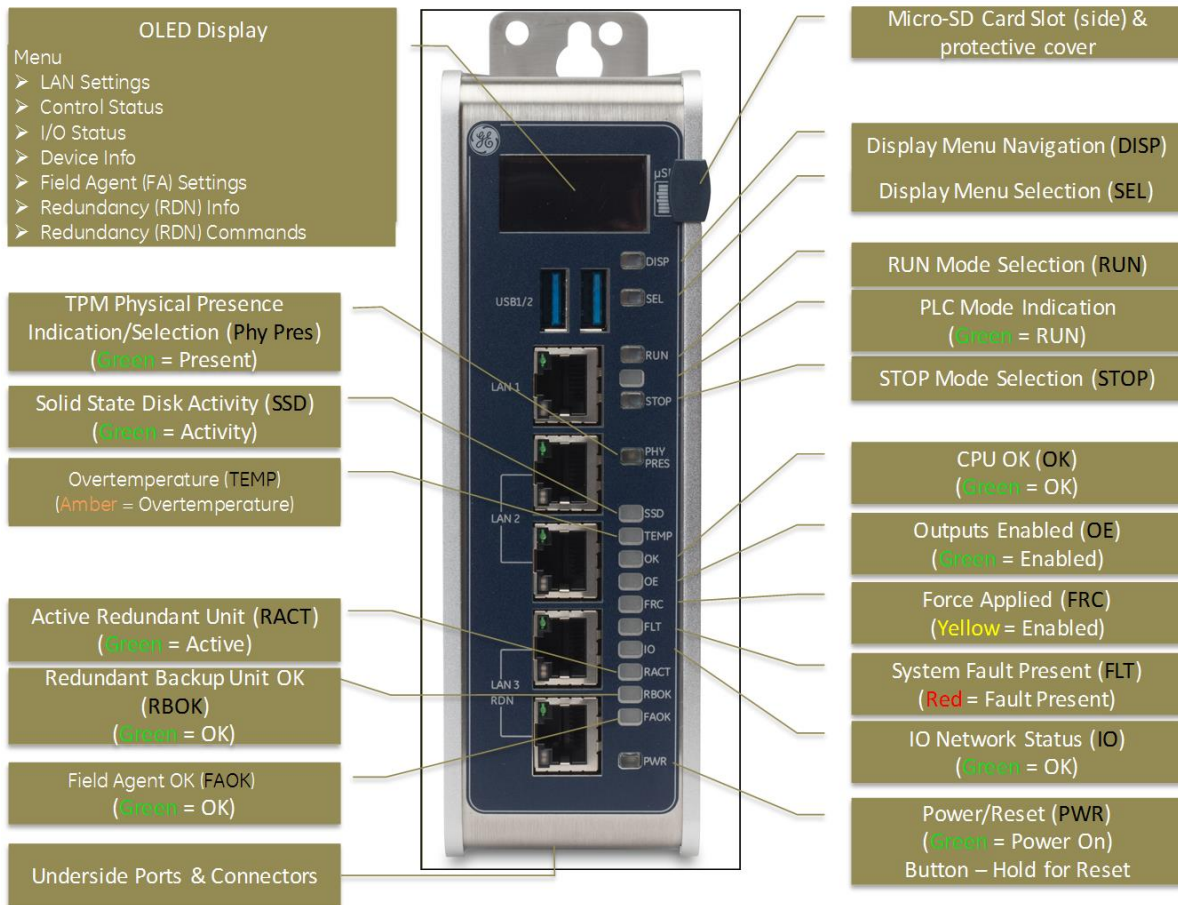 OLED Display
Menu
➢ LAN Settings
➢ Control Status
➢ I/O Status
➢ Device Info
➢ Field Agent (FA) Settings
➢ Redundancy (RDN) Info
➢ Redundancy (RDN) Commands
TPM Physical Presence
Indication/Selection (Phy Pres)
(Green = Present)
Solid State Disk Activity (SSD)
(Green = Activity)
Overtemperature (TEMP)
(Amber = Overtemperature)
Active Redundant Unit (RACT)
(Green = Active)
Redundant Backup Unit OK
(RBOK)
(Green = OK)
Field Agent OK (FAOK)
(Green = OK)
Underside Ports & Connectors
GE
DISP
USB1/2
SEL
RUN
LAN 1
STOP
PHY
PRES
SSD
LAN 2
TEMP
OK
OE
FRC
FLT
IO
RACT
LAN 3
RDN
RBOK
FAOK
PWR
Micro-SD Card Slot (side) &
protective cover
Display Menu Navigation (DISP)
Display Menu Selection (SEL)
RUN Mode Selection (RUN)
PLC Mode Indication
(Green = RUN)
STOP Mode Selection (STOP)
CPU OK (OK)
(Green = OK)
Outputs Enabled (OE)
(Green = Enabled)
Force Applied (FRC)
(Yellow = Enabled)
System Fault Present (FLT)
(Red = Fault Present)
IO Network Status (IO)
(Green = OK)
Power/Reset (PWR)
(Green = Power On)
Button – Hold for Reset